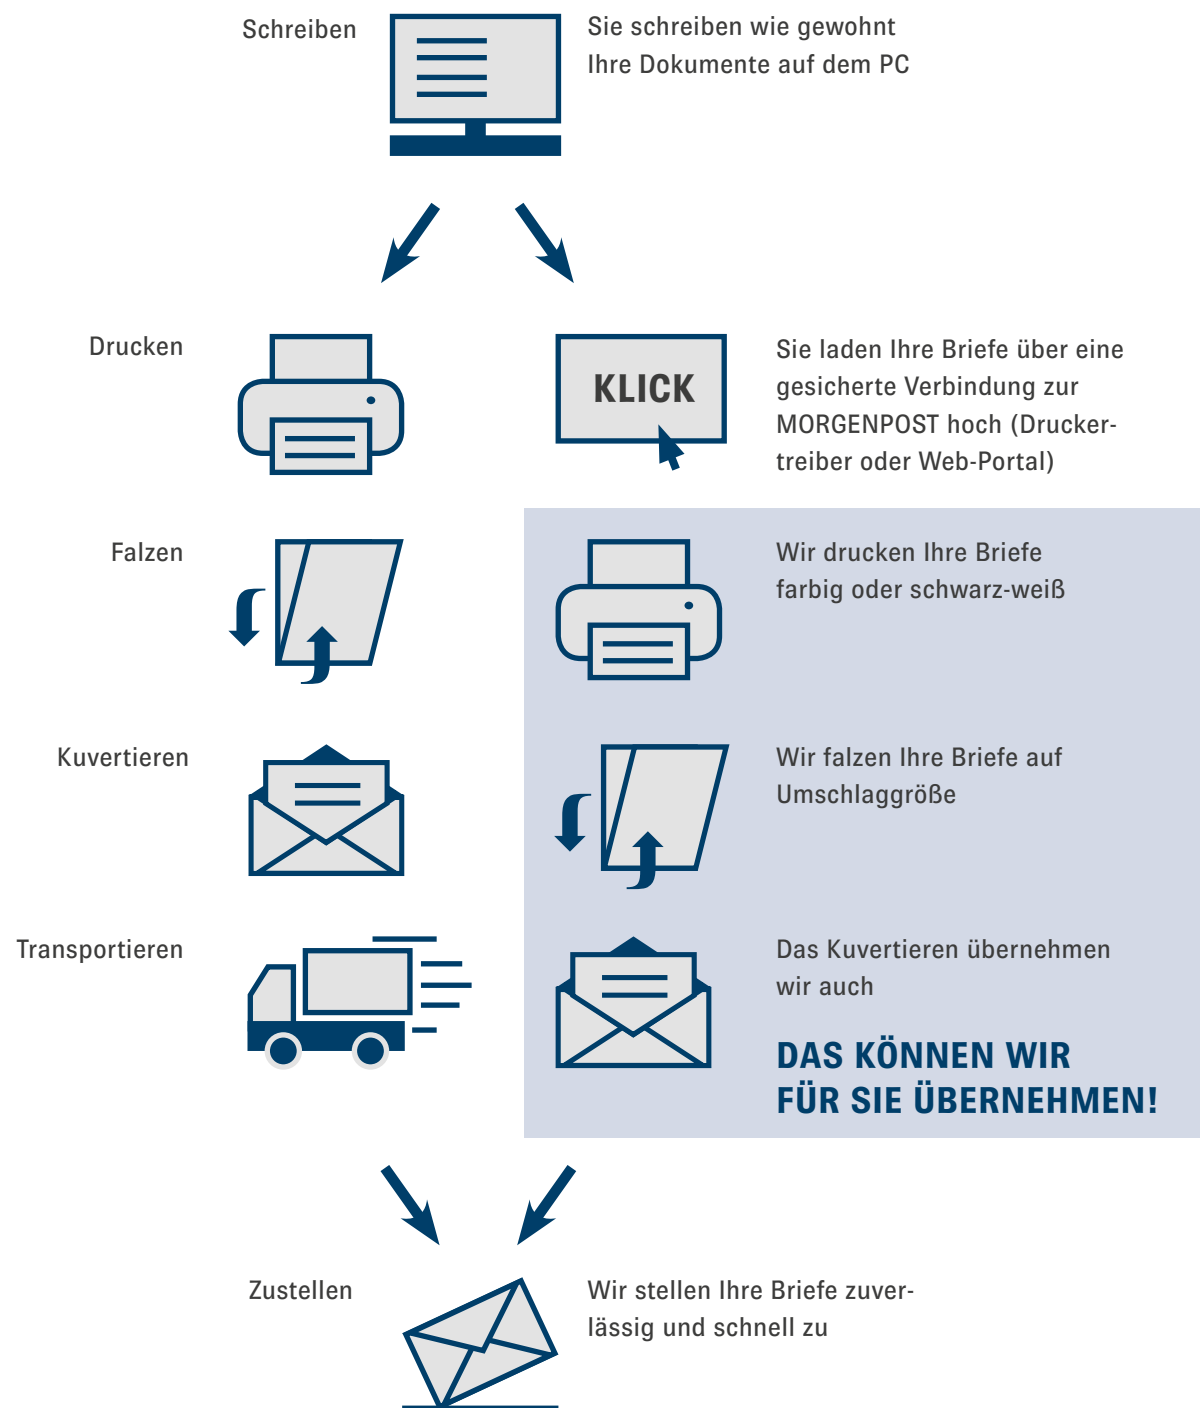 Schreiben
Sie schreiben wie gewohnt
Ihre Dokumente auf dem PC
Drucken
KLICK
Sie laden Ihre Briefe über eine
gesicherte Verbindung zur
MORGENPOST hoch (Drucker-
treiber oder Web-Portal)
Falzen
Wir drucken Ihre Briefe
farbig oder schwarz-weiß
Kuvertieren
Wir falzen Ihre Briefe auf
Umschlaggröße
Transportieren
Das Kuvertieren übernehmen
wir auch
DAS KÖNNEN WIR
FÜR SIE ÜBERNEHMEN!
Zustellen
Wir stellen Ihre Briefe zuver-
lässig und schnell zu